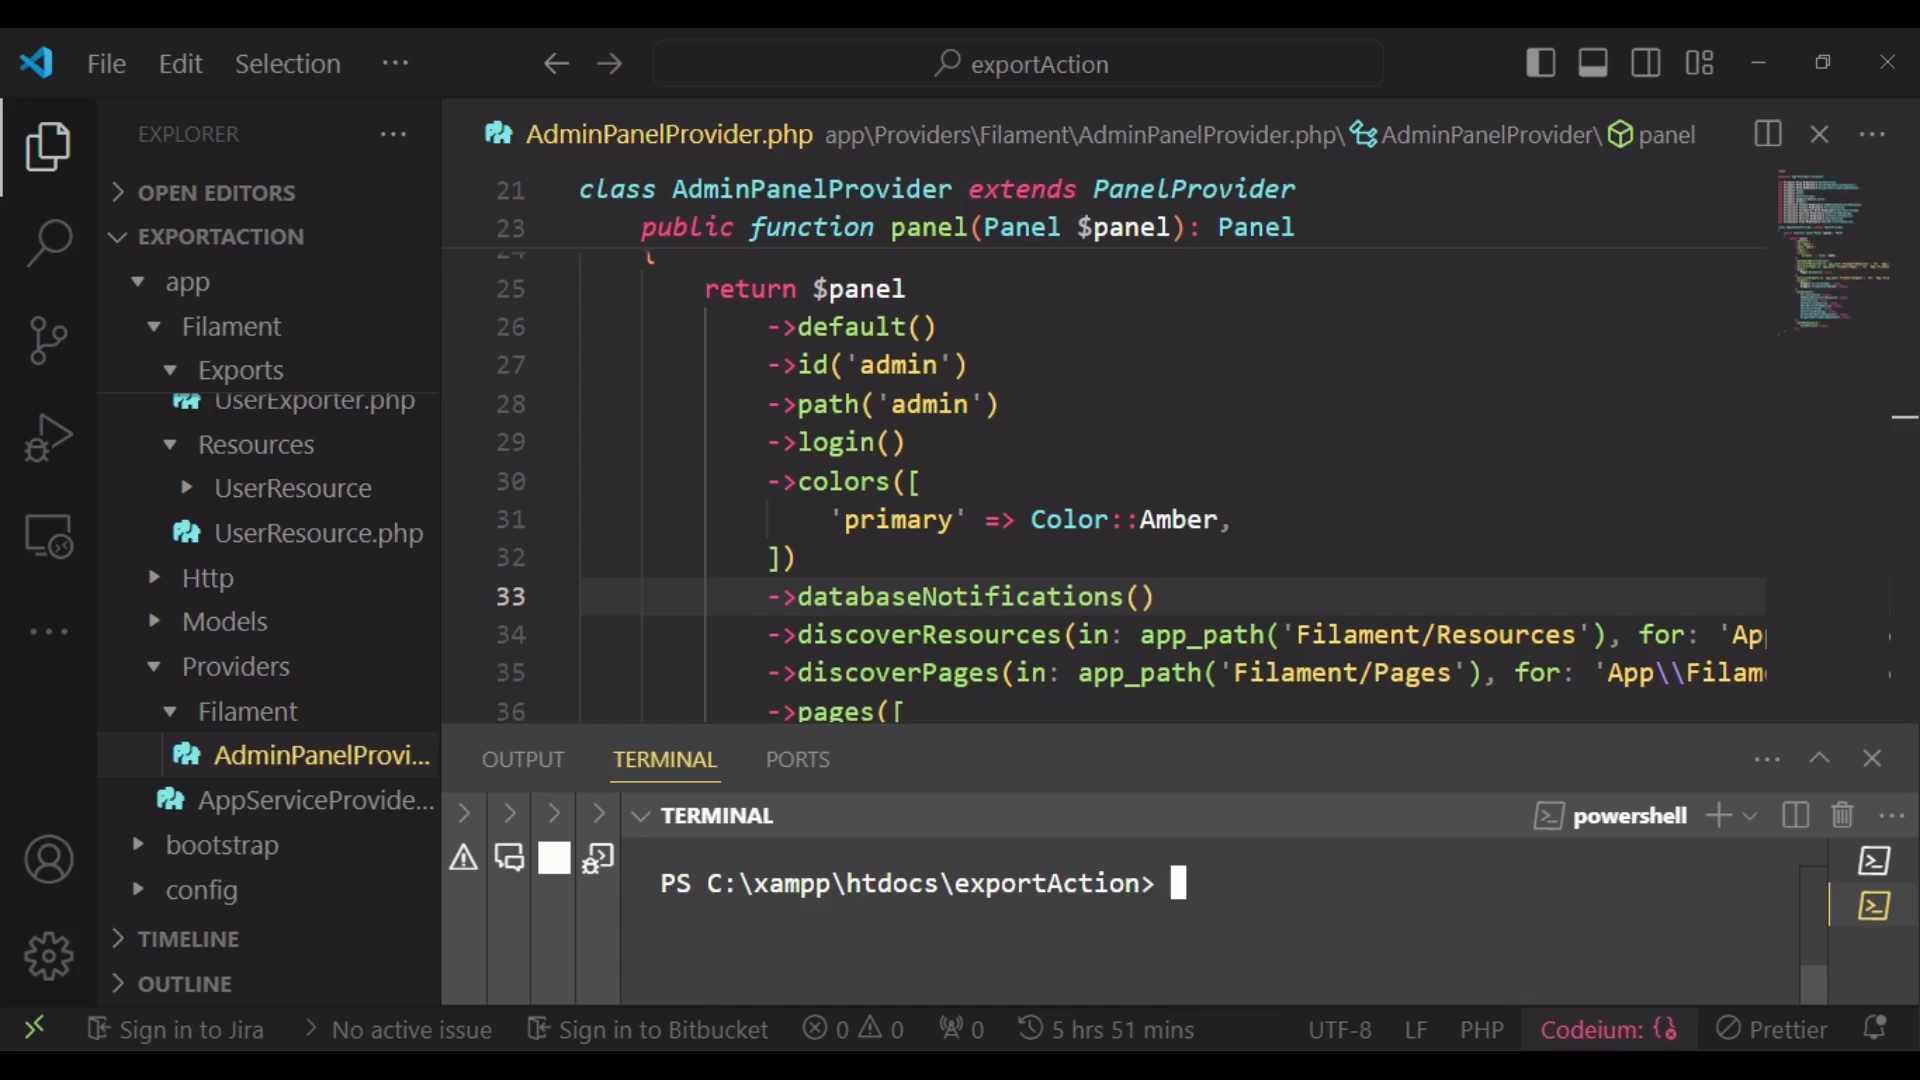 File Edit Selection ···
exportAction
EXPLORER ···
OPEN EDITORS
EXPORTACTION
app
Filament
Exports
UserExporter.php
Resources
UserResource
UserResource.php
Http
Models
Providers
Filament
AdminPanelProvi...
AppServiceProvide...
bootstrap
config
TIMELINE
OUTLINE
AdminPanelProvider.php app\Providers\Filament\AdminPanelProvider.php\AdminPanelProvider\panel
21 class AdminPanelProvider extends PanelProvider
23 public function panel(Panel $panel): Panel
24 {
25 return $panel
26 ->default()
27 ->id('admin')
28 ->path('admin')
29 ->login()
30 ->colors([
31 'primary' => Color::Amber,
32 ])
33 ->databaseNotifications()
34 ->discoverResources(in: app_path('Filament/Resources'), for: 'App
35 ->discoverPages(in: app_path('Filament/Pages'), for: 'App\\Filam
36 ->pages([
OUTPUT TERMINAL PORTS
TERMINAL powershell
PS C:\xampp\htdocs\exportAction>
Sign in to Jira No active issue Sign in to Bitbucket 0 0 0 5 hrs 51 mins UTF-8 LF PHP Codeium: {} Prettier